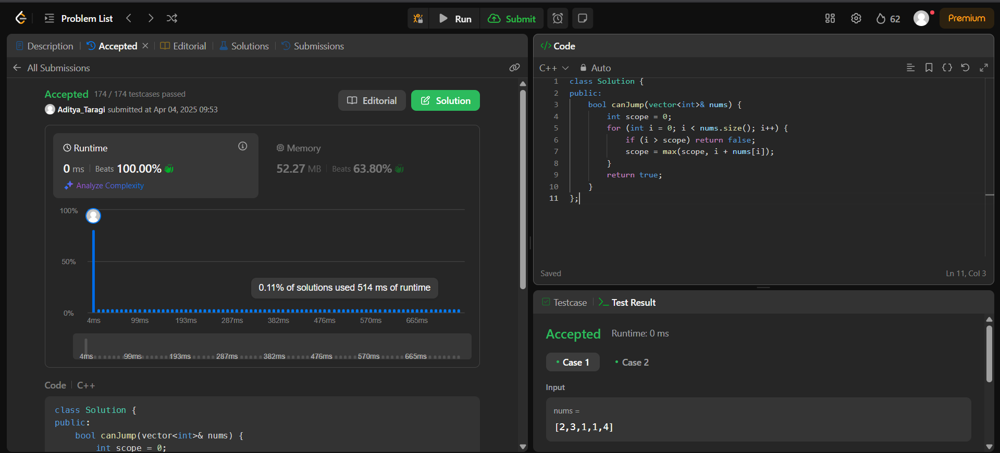 Problem List
Run
Submit
62
Premium
Description
Accepted
Editorial
Solutions
Submissions
All Submissions
Accepted 174 / 174 testcases passed
Aditya_Taragi submitted at Apr 04, 2025 09:53
Editorial
Solution
Runtime
0 ms Beats 100.00%
Analyze Complexity
Memory
52.27 MB Beats 63.80%
100%
50%
0%
0.11% of solutions used 514 ms of runtime
4ms 99ms 193ms 287ms 382ms 476ms 570ms 665ms
4ms 99ms 193ms 287ms 382ms 476ms 570ms 665ms
Code C++
class Solution {
public:
bool canJump(vector<int>& nums) {
int scope = 0;
</> Code
C++ Auto
1 class Solution {
2 public:
3 bool canJump(vector<int>& nums) {
4 int scope = 0;
5 for (int i = 0; i < nums.size(); i++) {
6 if (i > scope) return false;
7 scope = max(scope, i + nums[i]);
8 }
9 return true;
10 }
11 };
Saved
Ln 11, Col 3
Testcase
>_ Test Result
Accepted Runtime: 0 ms
Case 1
Case 2
Input
nums =
[2,3,1,1,4]